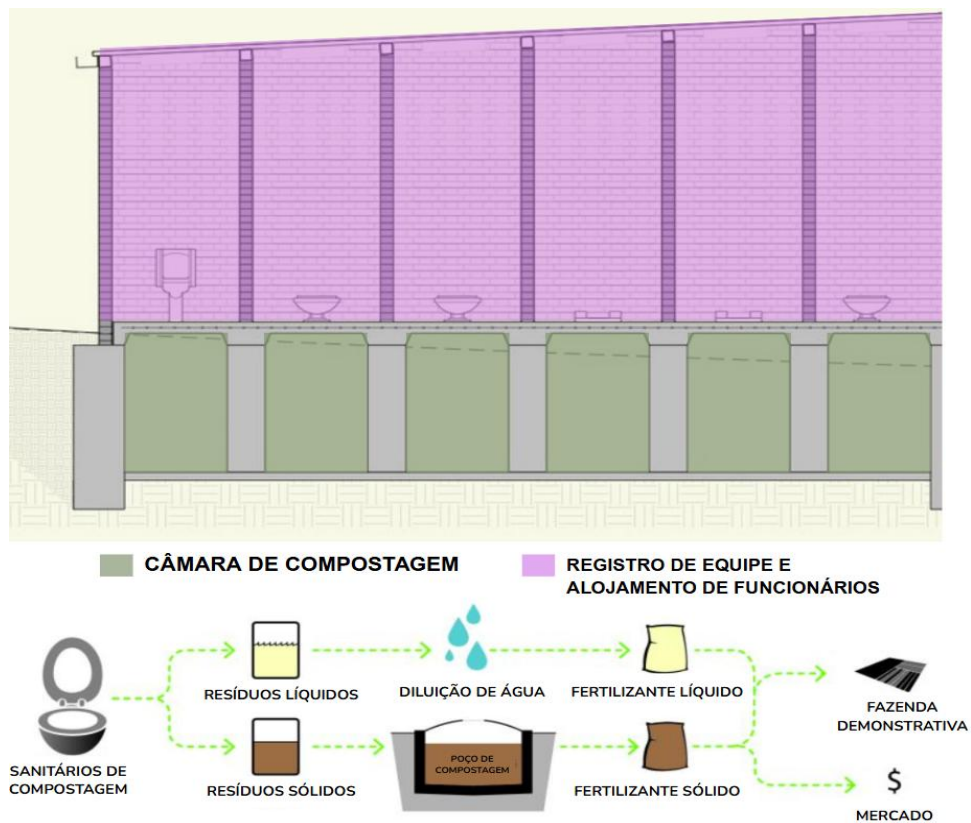 CÂMARA DE COMPOSTAGEM
REGISTRO DE EQUIPE E
ALOJAMENTO DE FUNCIONÁRIOS
RESÍDUOS LÍQUIDOS
DILUIÇÃO DE ÁGUA
FERTILIZANTE LÍQUIDO
FAZENDA
DEMONSTRATIVA
SANITÁRIOS DE
COMPOSTAGEM
RESÍDUOS SÓLIDOS
POÇO DE
COMPOSTAGEM
FERTILIZANTE SÓLIDO
$
MERCADO